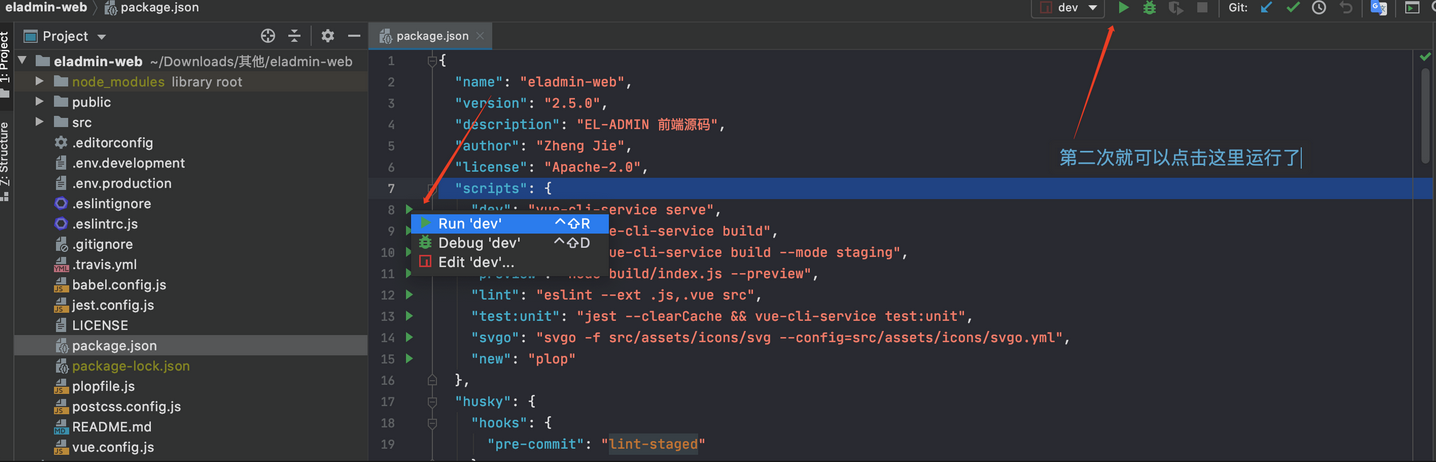 eladmin-web
package.json
dev
Git:
1: Project
Z: Structure
Project
eladmin-web ~/Downloads/其他/eladmin-web
node_modules library root
public
src
.editorconfig
.env.development
.env.production
.eslintignore
.eslintrc.js
.gitignore
.travis.yml
babel.config.js
jest.config.js
LICENSE
package.json
package-lock.json
plopfile.js
postcss.config.js
README.md
vue.config.js
package.json
1 {
2 "name": "eladmin-web",
3 "version": "2.5.0",
4 "description": "EL-ADMIN 前端源码",
5 "author": "Zheng Jie",
6 "license": "Apache-2.0",
7 "scripts": {
8 "dev": "vue-cli-service serve",
9 e-cli-service build",
10 vue-cli-service build --mode staging",
11 "preview": "node build/index.js --preview",
12 "lint": "eslint --ext .js,.vue src",
13 "test:unit": "jest --clearCache && vue-cli-service test:unit",
14 "svgo": "svgo -f src/assets/icons/svg --config=src/assets/icons/svgo.yml",
15 "new": "plop"
16 },
17 "husky": {
18 "hooks": {
19 "pre-commit": "lint-staged"
Run 'dev' ^⇧R
Debug 'dev' ^⇧D
Edit 'dev'...
第二次就可以点击这里运行了